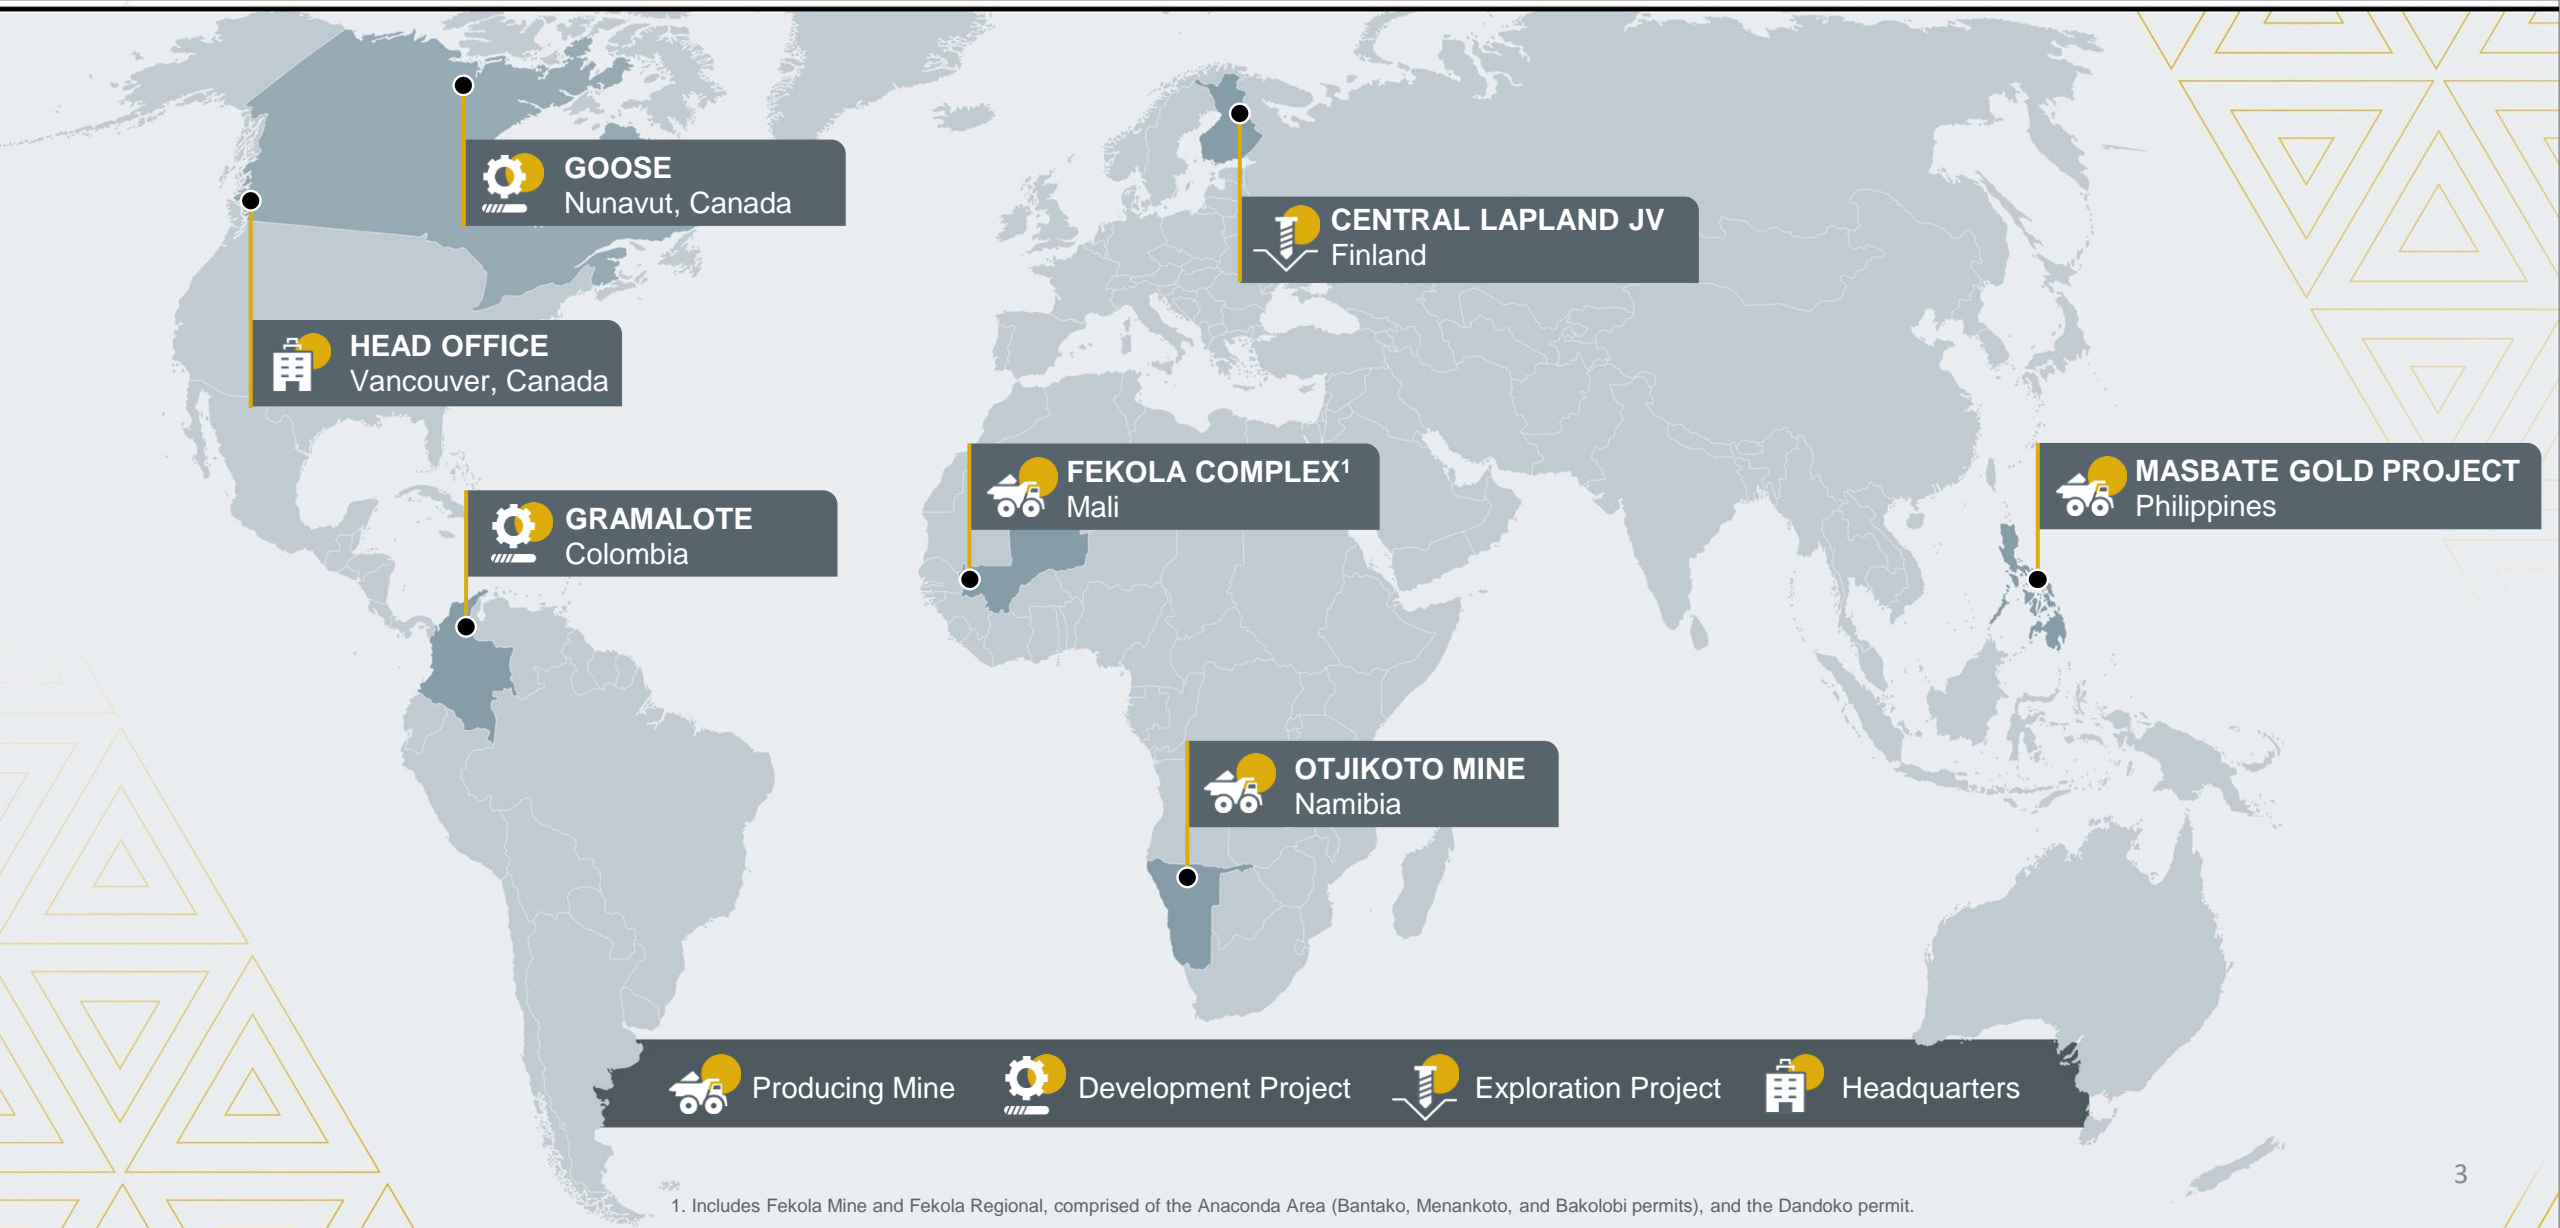 GOOSE
Nunavut, Canada
CENTRAL LAPLAND JV
Finland
HEAD OFFICE
Vancouver, Canada
FEKOLA COMPLEX¹
Mali
MASBATE GOLD PROJECT
Philippines
GRAMALOTE
Colombia
OTJIKOTO MINE
Namibia
Producing Mine
Development Project
Exploration Project
Headquarters
3
1. Includes Fekola Mine and Fekola Regional, comprised of the Anaconda Area (Bantako, Menankoto, and Bakolobi permits), and the Dandoko permit.